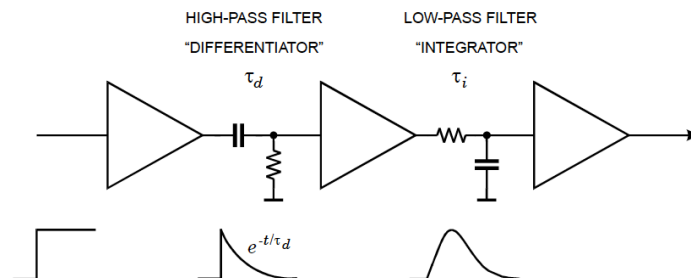 HIGH-PASS FILTER
“DIFFERENTIATOR”
τd
LOW-PASS FILTER
“INTEGRATOR”
τi
e-t/τd